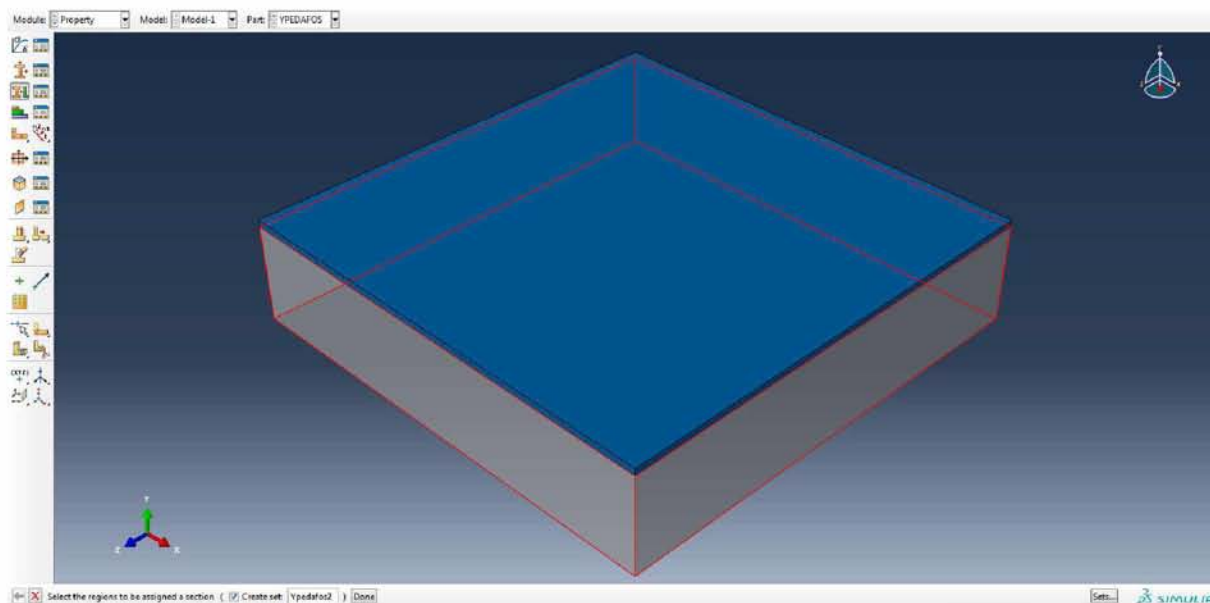 Module: Property Model: Model-1 Part: YPEDAFOS
Y
Z
X
Select the regions to be assigned a section ( Create set: Ypedafos2 ) Done Sets... SIMULIA